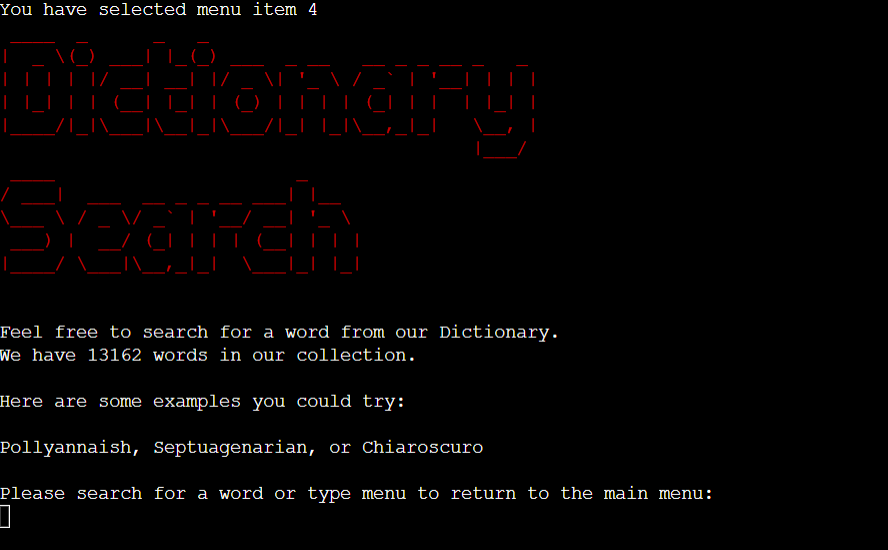 You have selected menu item 4
Dictionary
Search
Feel free to search for a word from our Dictionary.
We have 13162 words in our collection.
Here are some examples you could try:
Pollyannaish, Septuagenarian, or Chiaroscuro
Please search for a word or type menu to return to the main menu: